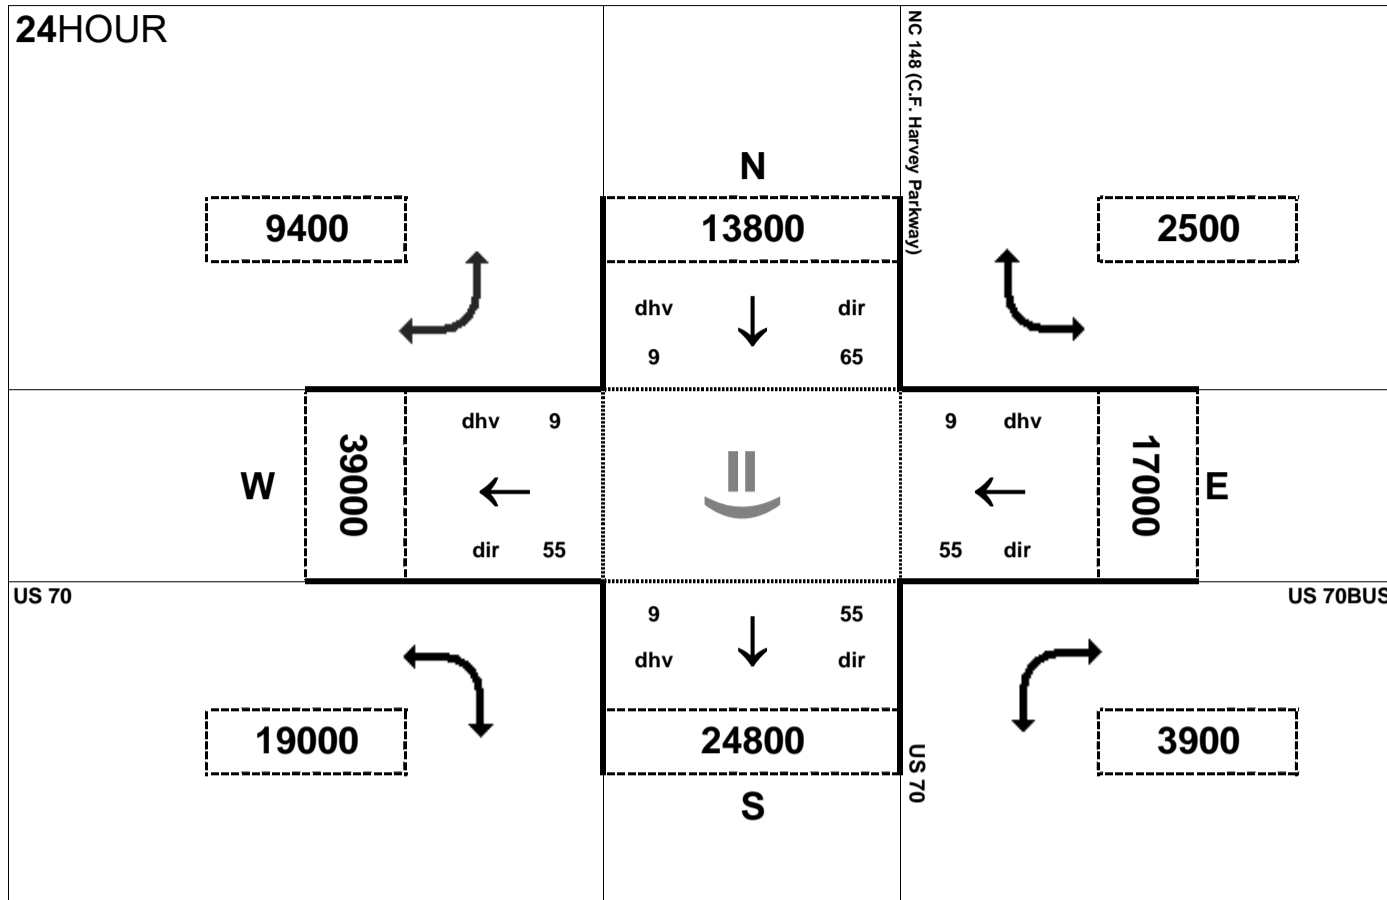 24HOUR
NC 148 (C.F. Harvey Parkway)
N
9400
13800
2500
dhv dir
9 65
dhv 9
9 dhv
W
39000
17000
E
dir 55
55 dir
US 70
US 70BUS
9 55
dhv dir
19000
24800
3900
US 70
S